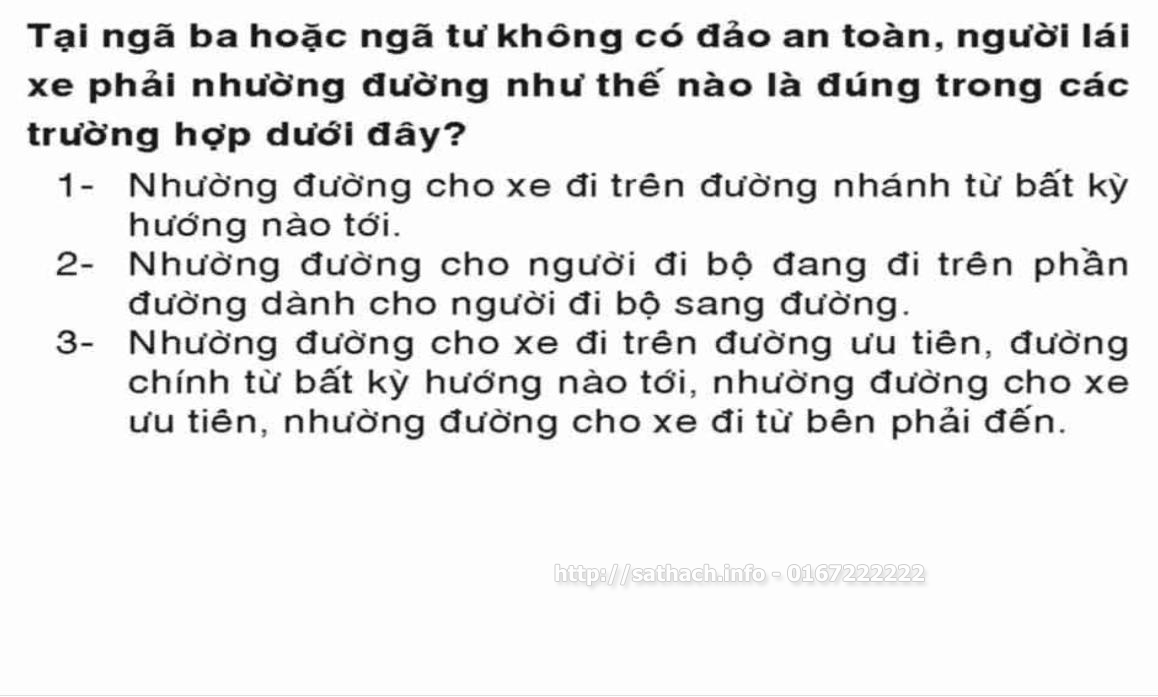 Tại ngã ba hoặc ngã tư không có đảo an toàn, người lái
xe phải nhường đường như thế nào là đúng trong các
trường hợp dưới đây?
1- Nhường đường cho xe đi trên đường nhánh từ bất kỳ
hướng nào tới.
2- Nhường đường cho người đi bộ đang đi trên phần
đường dành cho người đi bộ sang đường.
3- Nhường đường cho xe đi trên đường ưu tiên, đường
chính từ bất kỳ hướng nào tới, nhường đường cho xe
ưu tiên, nhường đường cho xe đi từ bên phải đến.
http://sathach.info - 0167222222